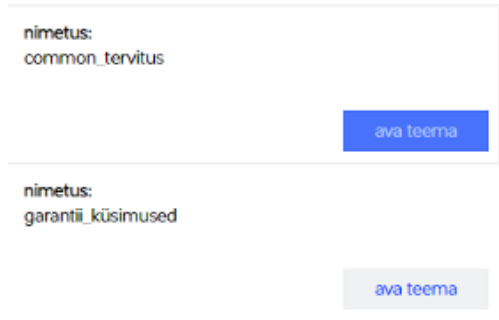 nimetus:
common_tervitus
ava teema
nimetus:
garantii_küsimused
ava teema